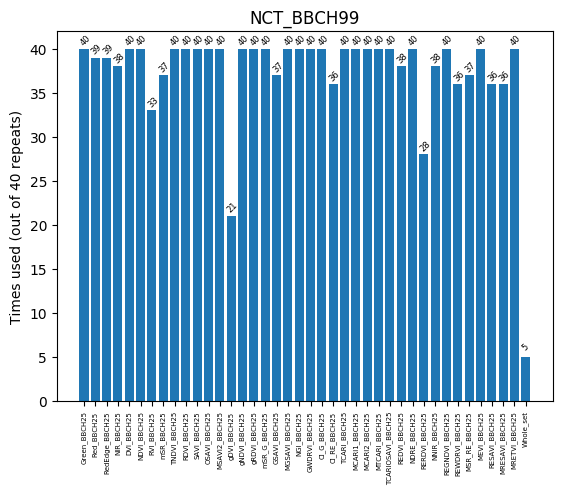 NCT_BBCH99
Times used (out of 40 repeats)
40
35
30
25
20
15
10
5
0
40 39 39 38 40 40 33 37 40 40 40 40 40 21 40 40 40 37 40 40 40 40 36 40 40 40 40 40 38 40 28 38 40 36 37 40 36 36 40 5
Green_BBCH25
Red_BBCH25
RedEdge_BBCH25
NIR_BBCH25
DVI_BBCH25
NDVI_BBCH25
RVI_BBCH25
mSR_BBCH25
TNDVI_BBCH25
RDVI_BBCH25
SAVI_BBCH25
OSAVI_BBCH25
MSAVI2_BBCH25
gDVI_BBCH25
gNDVI_BBCH25
gRDVI_BBCH25
mSR_G_BBCH25
GSAVI_BBCH25
MGSAVI_BBCH25
NGI_BBCH25
GWDRVI_BBCH25
CI_G_BBCH25
CI_RE_BBCH25
TCARI_BBCH25
MCARI1_BBCH25
MCARI2_BBCH25
MTCARI_BBCH25
TCARIOSAVI_BBCH25
REDVI_BBCH25
NDRE_BBCH25
RERDVI_BBCH25
NNIR_BBCH25
REGNDVI_BBCH25
REWDRVI_BBCH25
MSR_RE_BBCH25
MEVI_BBCH25
RESAVI_BBCH25
MRESAVI_BBCH25
MRETVI_BBCH25
Whole_set